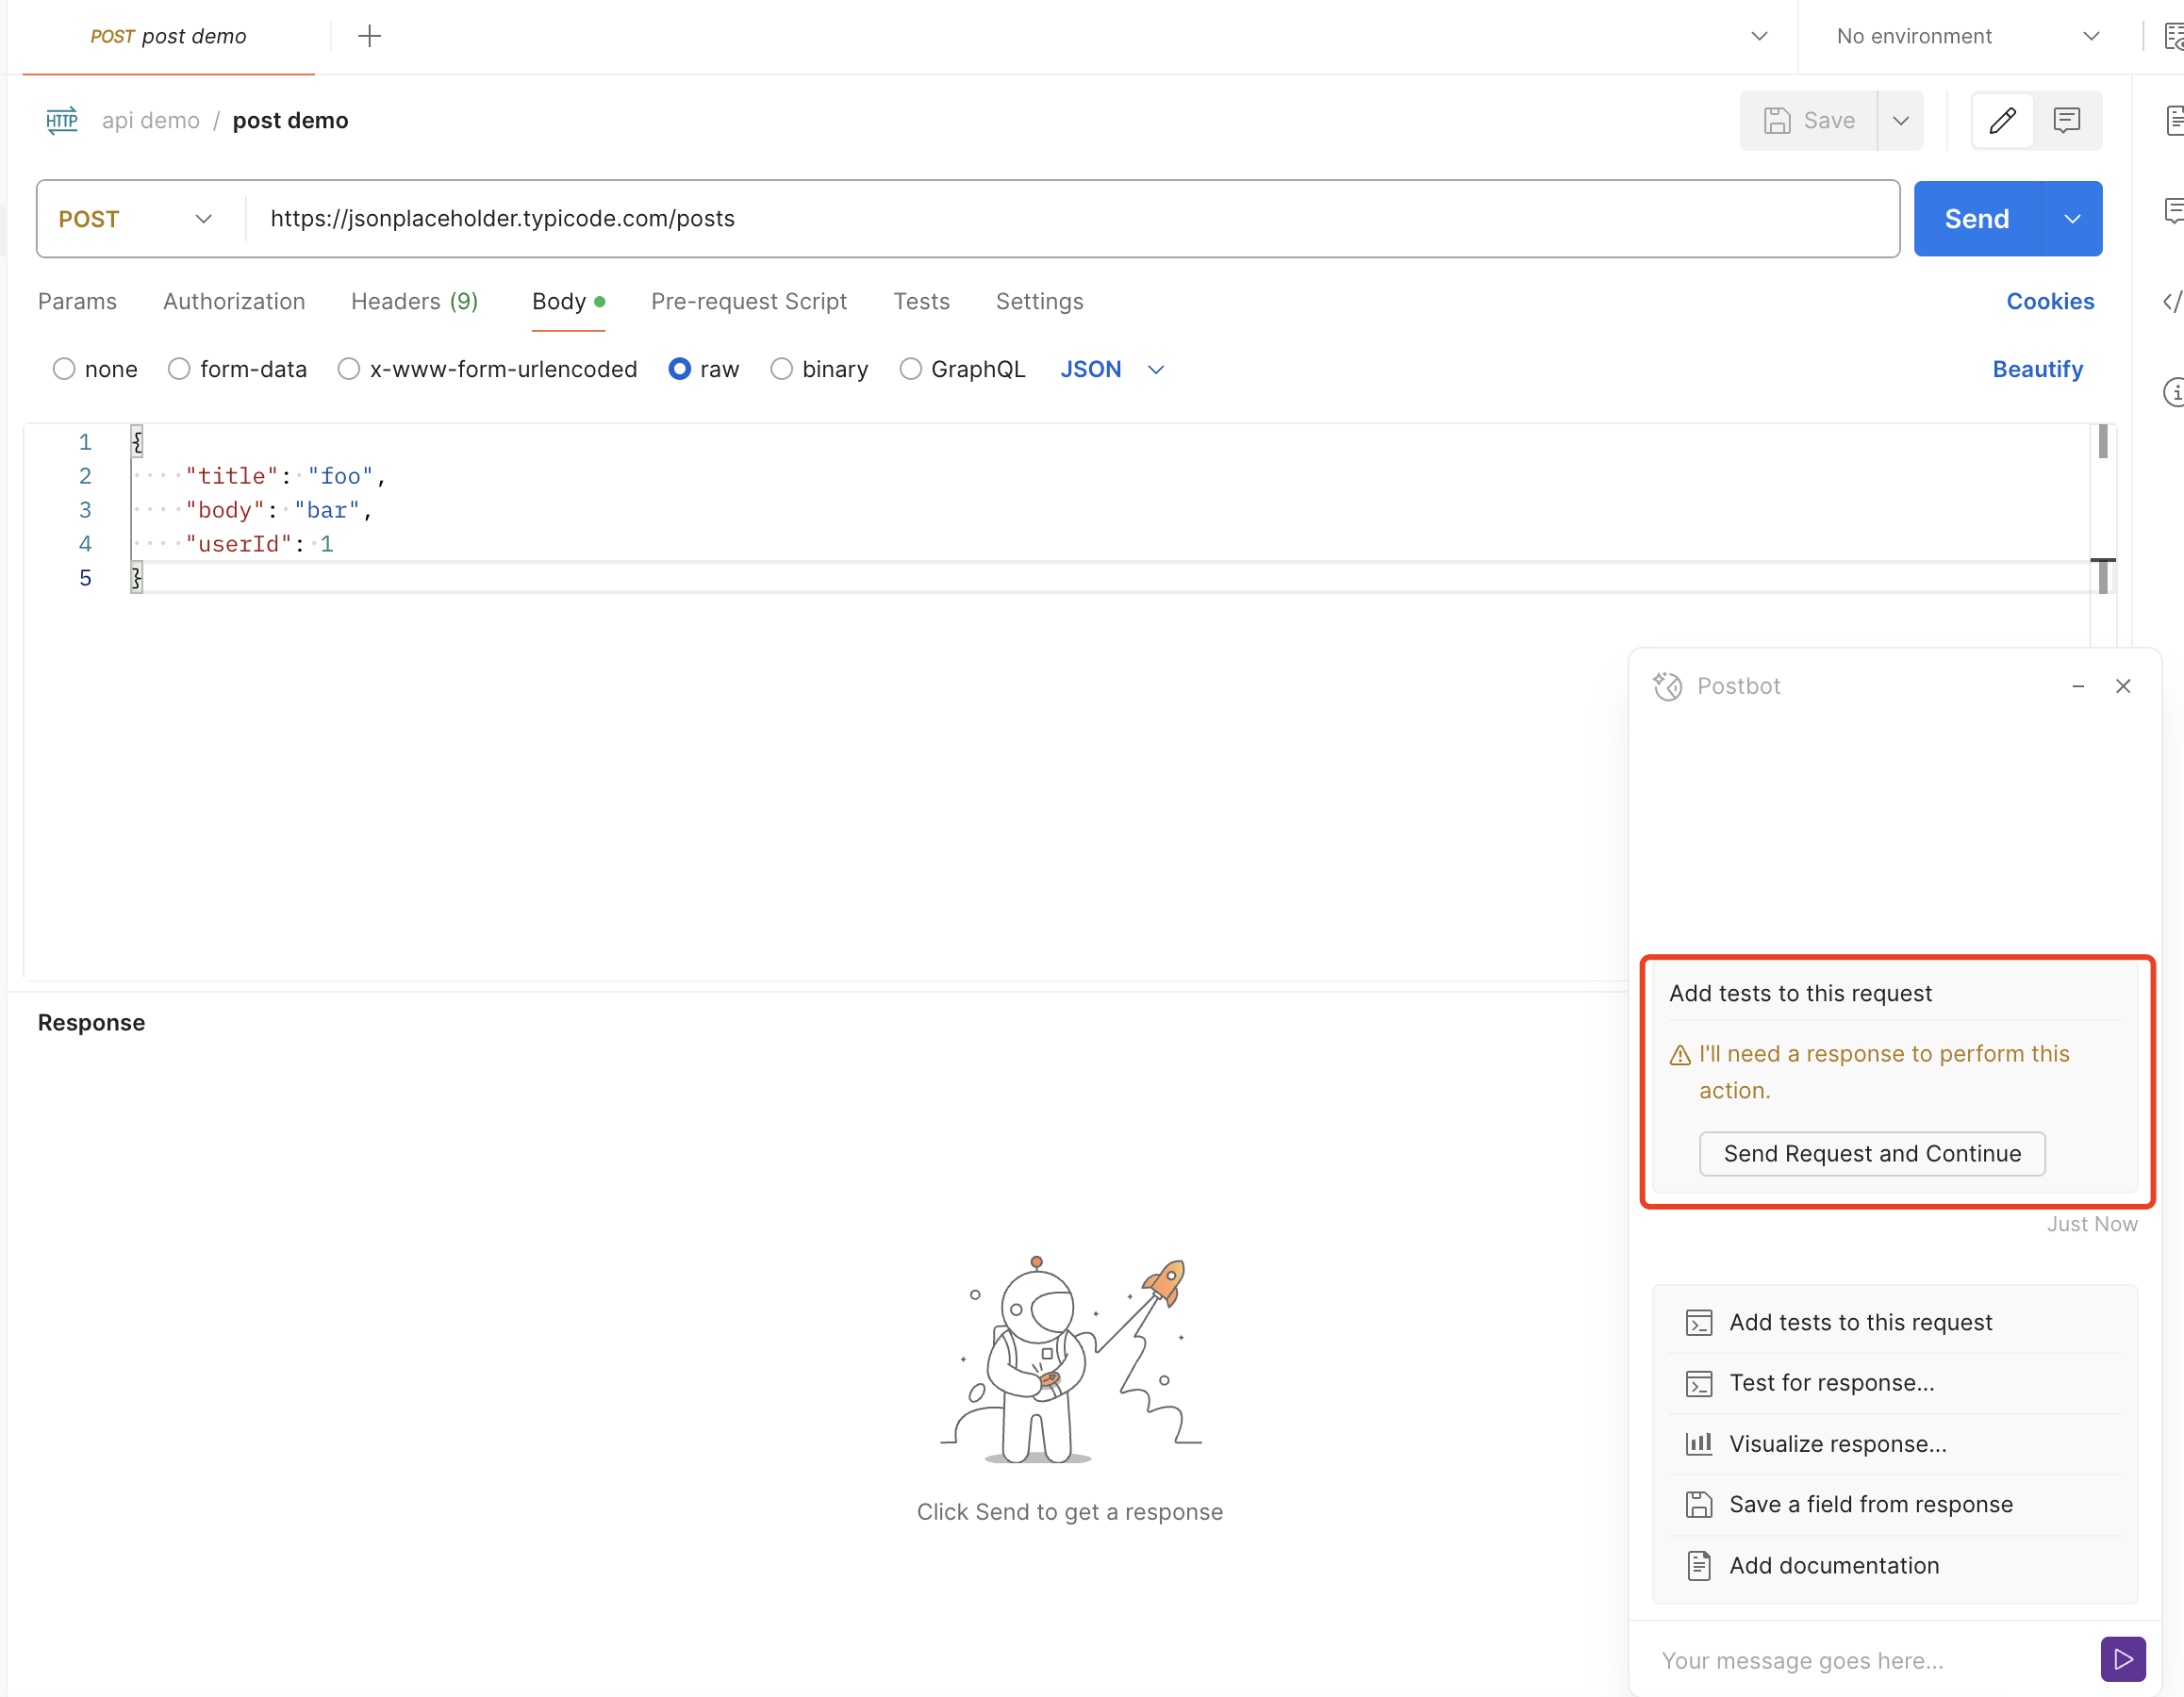 POST post demo
No environment
HTTP api demo / post demo
Save
POST https://jsonplaceholder.typicode.com/posts
Send
Params Authorization Headers (9) Body Pre-request Script Tests Settings Cookies
none form-data x-www-form-urlencoded raw binary GraphQL JSON Beautify
1 {
2 "title": "foo",
3 "body": "bar",
4 "userId": 1
5 }
Postbot
Add tests to this request
I'll need a response to perform this
action.
Send Request and Continue
Just Now
Add tests to this request
Test for response...
Visualize response...
Save a field from response
Add documentation
Your message goes here...
Response
Click Send to get a response